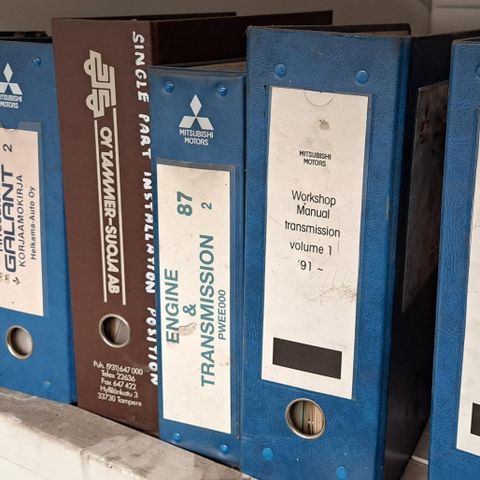 MITSUBISHI
MOTORS
GALANT 2
KORJAAMOKIRJA
Helkama-Auto Oy
OY TAMMER-SUOJA AB
Puh. (931) 647 000
Telex 22636
Fax 647 422
Hyllilänkatu 3
33730 Tampere
SINGLE PART INSTALLATION POSITION
MITSUBISHI
MOTORS
ENGINE 87
&
TRANSMISSION 2
PWEE000
MITSUBISHI
MOTORS
Workshop
Manual
transmission
volume 1
'91 -